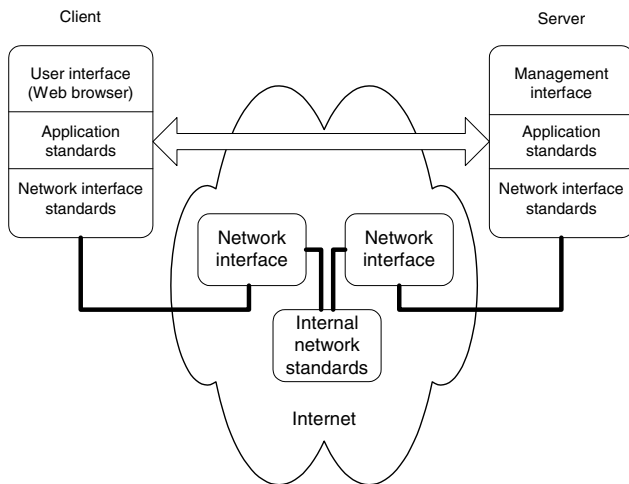 Client
Server
User interface
(Web browser)
Application
standards
Network interface
standards
Management
interface
Application
standards
Network interface
standards
Network
interface
Network
interface
Internal
network
standards
Internet